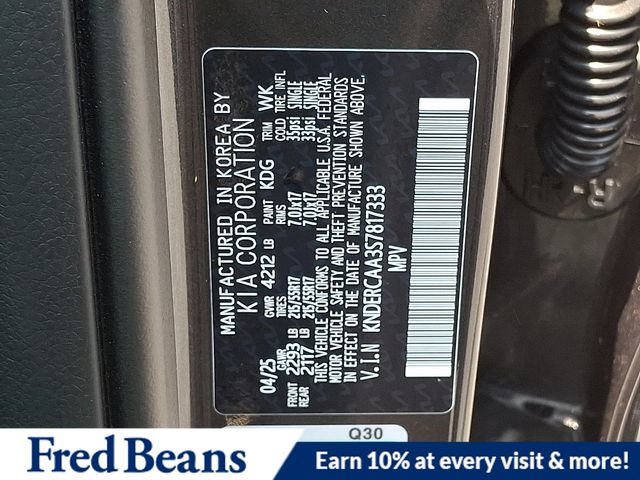 MANUFACTURED IN KOREA BY
KIA CORPORATION
04/25 GVWR 4212 LB PAINT KDG TRIM WK
GAWR TIRES RIMS COLD TIRE INFL
FRONT 2293 LB 215/55R17 7.0JX17 35psi SINGLE
REAR 2117 LB 215/55R17 7.0JX17 33psi SINGLE
THIS VEHICLE CONFORMS TO ALL APPLICABLE U.S.A. FEDERAL
MOTOR VEHICLE SAFETY AND THEFT PREVENTION STANDARDS
IN EFFECT ON THE DATE OF MANUFACTURE SHOWN ABOVE.
V.I.N KNDERCAA3S7817333
MPV
Q30
Fred Beans
Earn 10% at every visit & more!